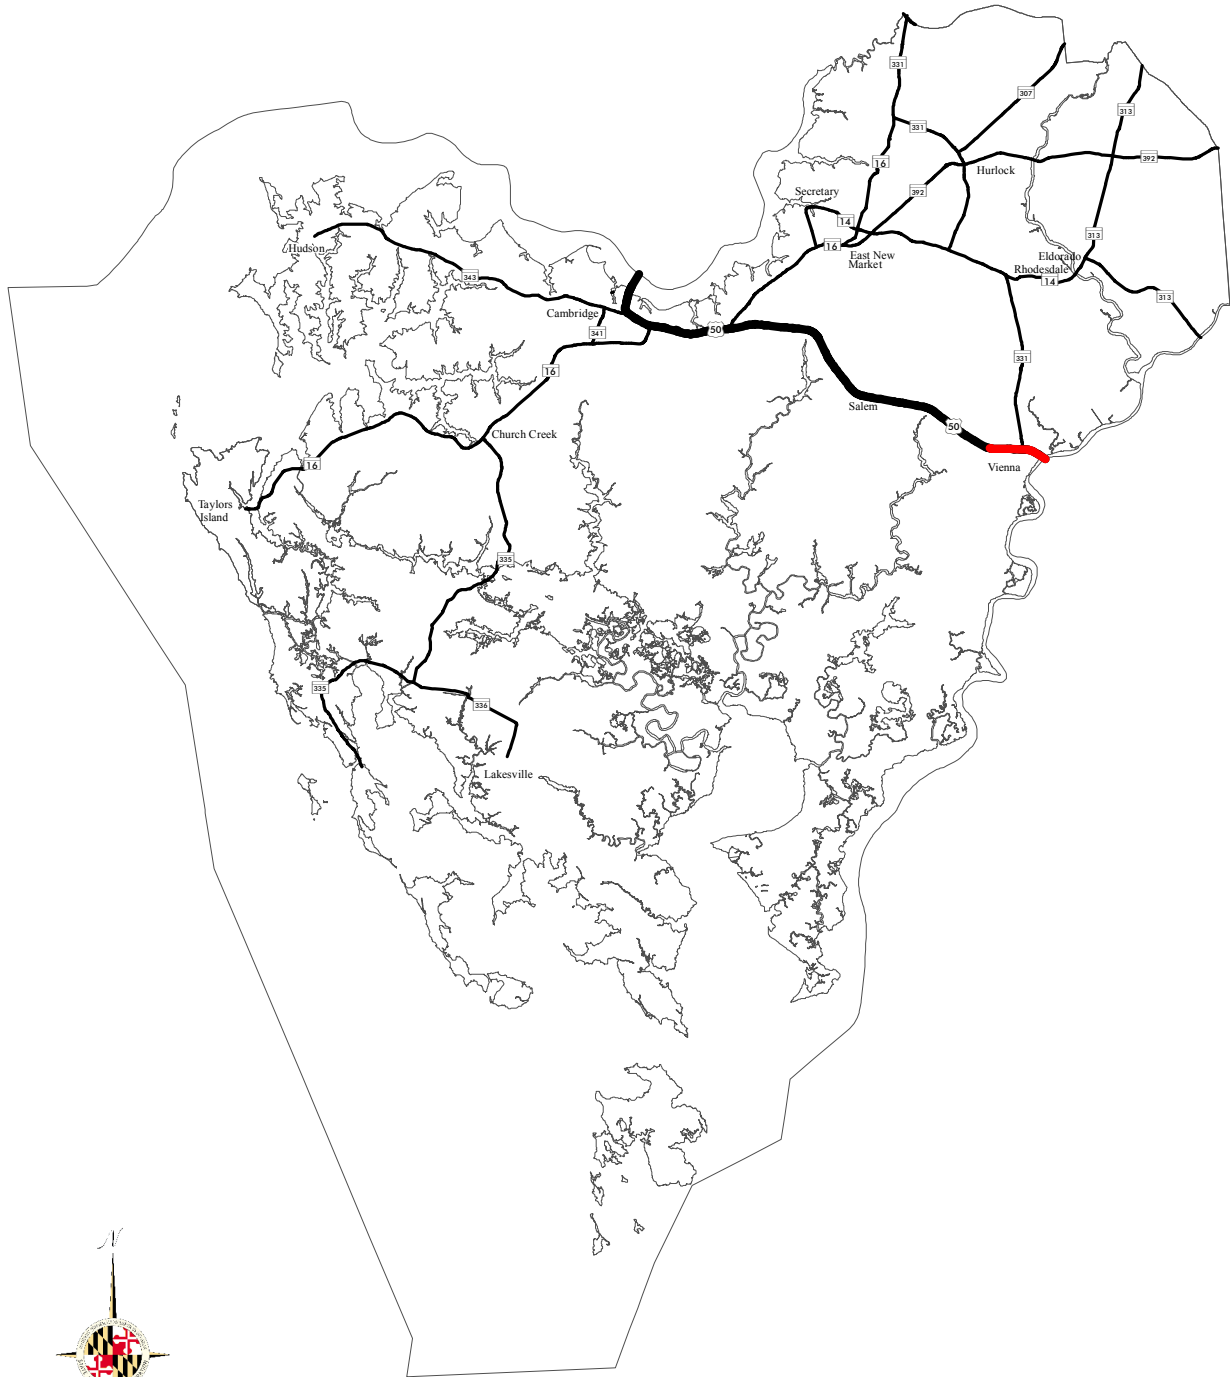 331
307
313
331
392
16
Hurlock
392
Secretary
14
313
16
East New
Market
Eldorado
Rhodesdale
14
313
Hudson
343
Cambridge
341
50
331
16
Salem
50
Church Creek
16
Vienna
Taylors
Island
335
335
336
Lakesville
N